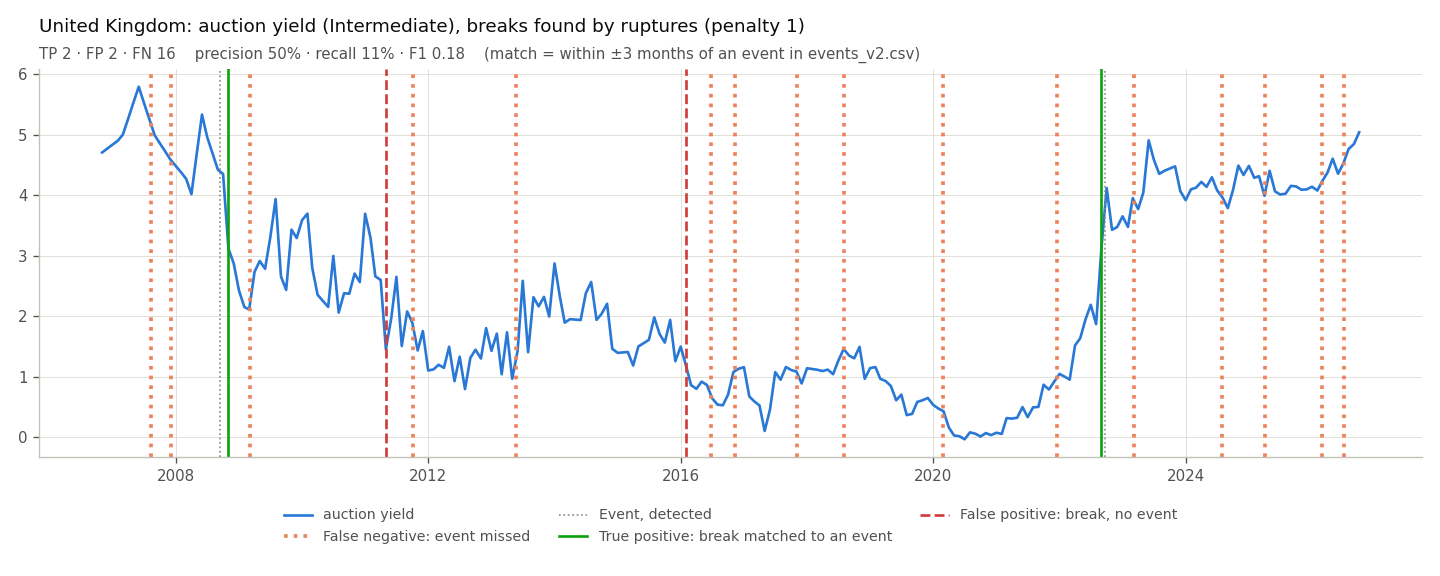 United Kingdom: auction yield (Intermediate), breaks found by ruptures (penalty 1)
TP 2 · FP 2 · FN 16    precision 50% · recall 11% · F1 0.18    (match = within ±3 months of an event in events_v2.csv)
6
5
4
3
2
1
0
2008 2012 2016 2020 2024
auction yield
False negative: event missed
Event, detected
True positive: break matched to an event
False positive: break, no event